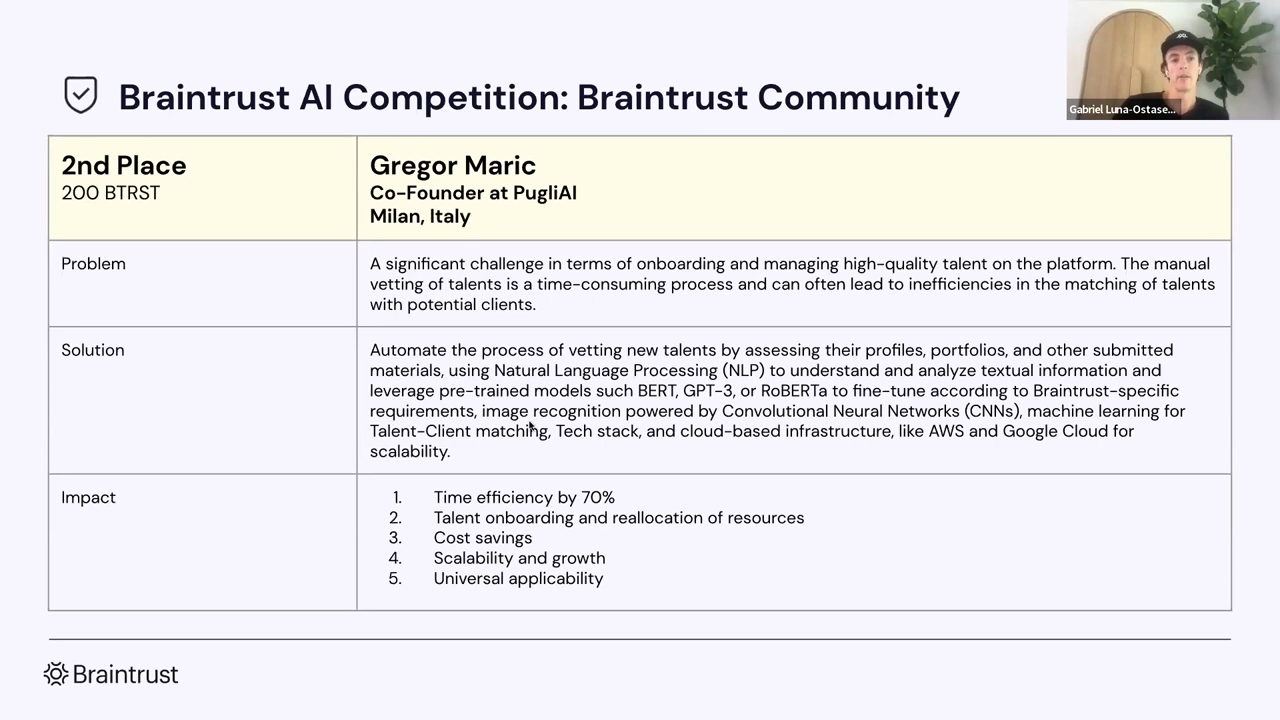 Braintrust AI Competition: Braintrust Community
Gabriel Luna-Ostase...
2nd Place
200 BTRST
Gregor Maric
Co-Founder at PugliAI
Milan, Italy
Problem
A significant challenge in terms of onboarding and managing high-quality talent on the platform. The manual
vetting of talents is a time-consuming process and can often lead to inefficiencies in the matching of talents
with potential clients.
Solution
Automate the process of vetting new talents by assessing their profiles, portfolios, and other submitted
materials, using Natural Language Processing (NLP) to understand and analyze textual information and
leverage pre-trained models such BERT, GPT-3, or RoBERTa to fine-tune according to Braintrust-specific
requirements, image recognition powered by Convolutional Neural Networks (CNNs), machine learning for
Talent-Client matching, Tech stack, and cloud-based infrastructure, like AWS and Google Cloud for
scalability.
Impact
1. Time efficiency by 70%
2. Talent onboarding and reallocation of resources
3. Cost savings
4. Scalability and growth
5. Universal applicability
Braintrust